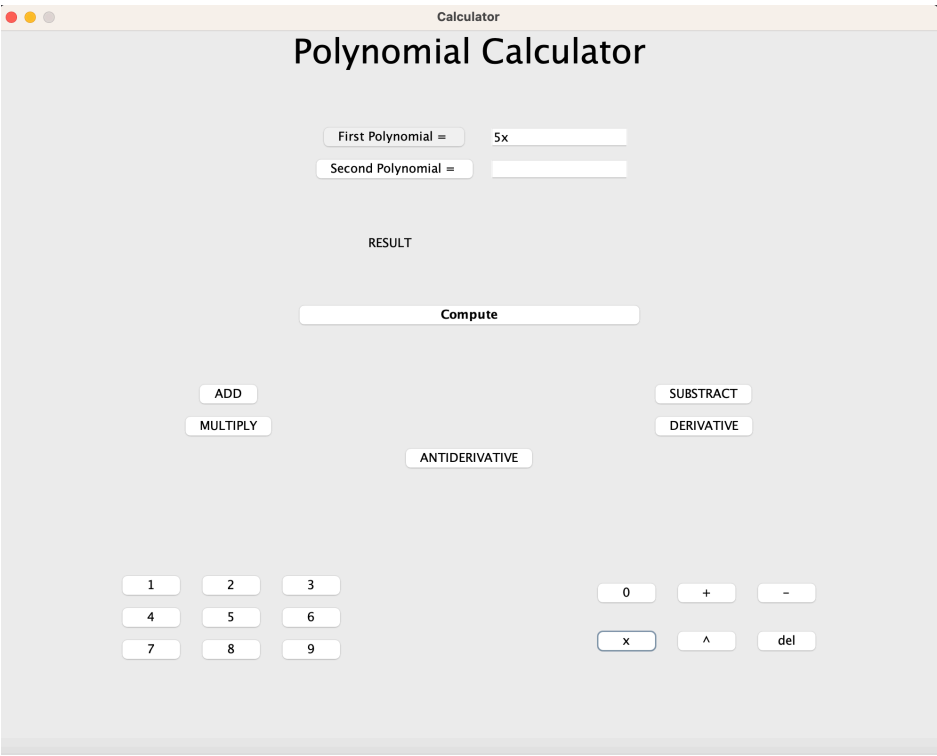 Calculator
Polynomial Calculator
First Polynomial = 5x
Second Polynomial =
RESULT
Compute
ADD SUBSTRACT
MULTIPLY DERIVATIVE
ANTIDERIVATIVE
1 2 3
0 + -
4 5 6
x ^ del
7 8 9